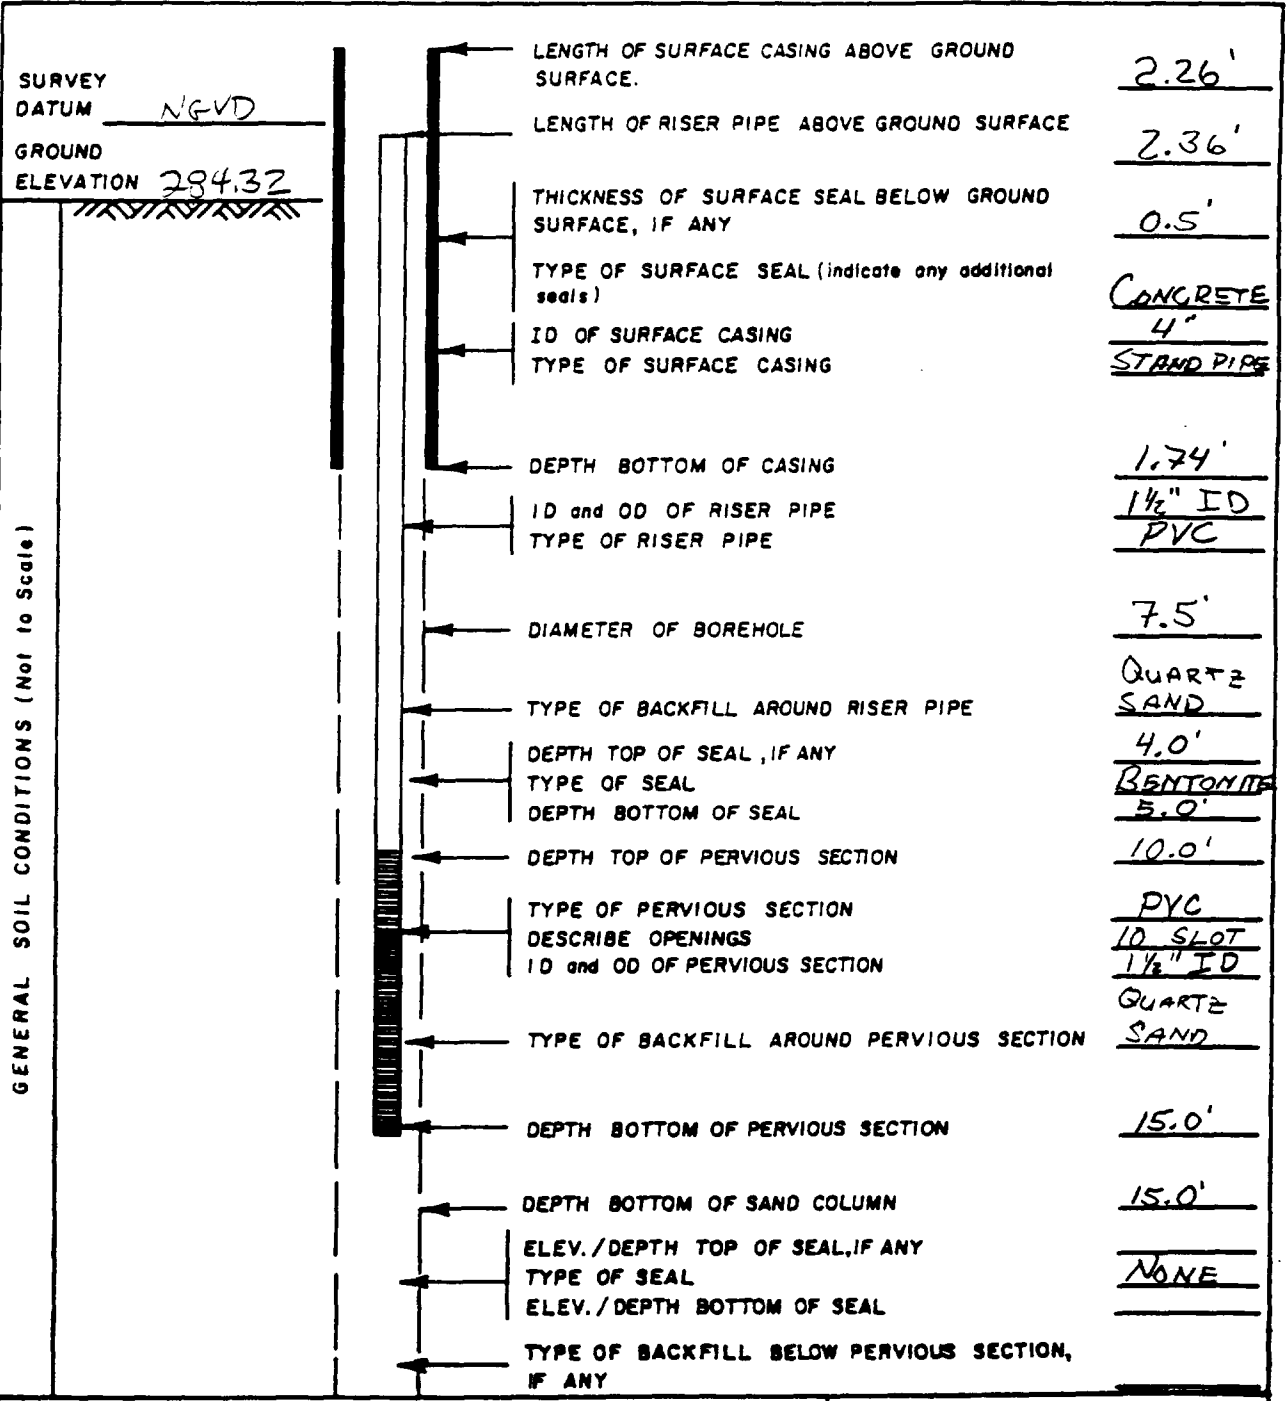 SURVEY
DATUM NGVD
GROUND
ELEVATION 284.32
GENERAL SOIL CONDITIONS (Not to Scale)
LENGTH OF SURFACE CASING ABOVE GROUND
SURFACE. 2.26'
LENGTH OF RISER PIPE ABOVE GROUND SURFACE 2.36'
THICKNESS OF SURFACE SEAL BELOW GROUND
SURFACE, IF ANY 0.5'
TYPE OF SURFACE SEAL (indicate any additional
seals) CONCRETE
ID OF SURFACE CASING 4"
TYPE OF SURFACE CASING STAND PIPE
DEPTH BOTTOM OF CASING 1.74'
ID and OD OF RISER PIPE 1½" ID
TYPE OF RISER PIPE PVC
DIAMETER OF BOREHOLE 7.5'
QUARTZ
TYPE OF BACKFILL AROUND RISER PIPE SAND
DEPTH TOP OF SEAL, IF ANY 4.0'
TYPE OF SEAL BENTONITE
DEPTH BOTTOM OF SEAL 5.0'
DEPTH TOP OF PERVIOUS SECTION 10.0'
TYPE OF PERVIOUS SECTION PVC
DESCRIBE OPENINGS 10 SLOT
ID and OD OF PERVIOUS SECTION 1½" ID
QUARTZ
TYPE OF BACKFILL AROUND PERVIOUS SECTION SAND
DEPTH BOTTOM OF PERVIOUS SECTION 15.0'
DEPTH BOTTOM OF SAND COLUMN 15.0'
ELEV./DEPTH TOP OF SEAL, IF ANY
TYPE OF SEAL NONE
ELEV./DEPTH BOTTOM OF SEAL
TYPE OF BACKFILL BELOW PERVIOUS SECTION,
IF ANY